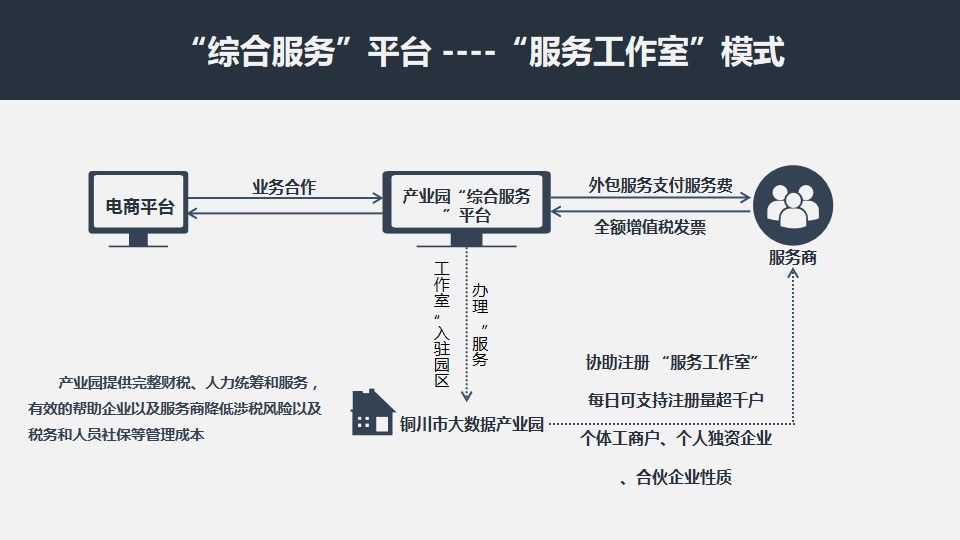 “综合服务”平台 ----“服务工作室”模式
业务合作
外包服务支付服务费
电商平台
产业园“综合服务
”平台
全额增值税发票
服务商
办理“服务
工作室“入驻园区
协助注册 “服务工作室”
每日可支持注册量超千户
个体工商户、个人独资企业
、合伙企业性质
产业园提供完整财税、人力统筹和服务，
有效的帮助企业以及服务商降低涉税风险以及
税务和人员社保等管理成本
铜川市大数据产业园